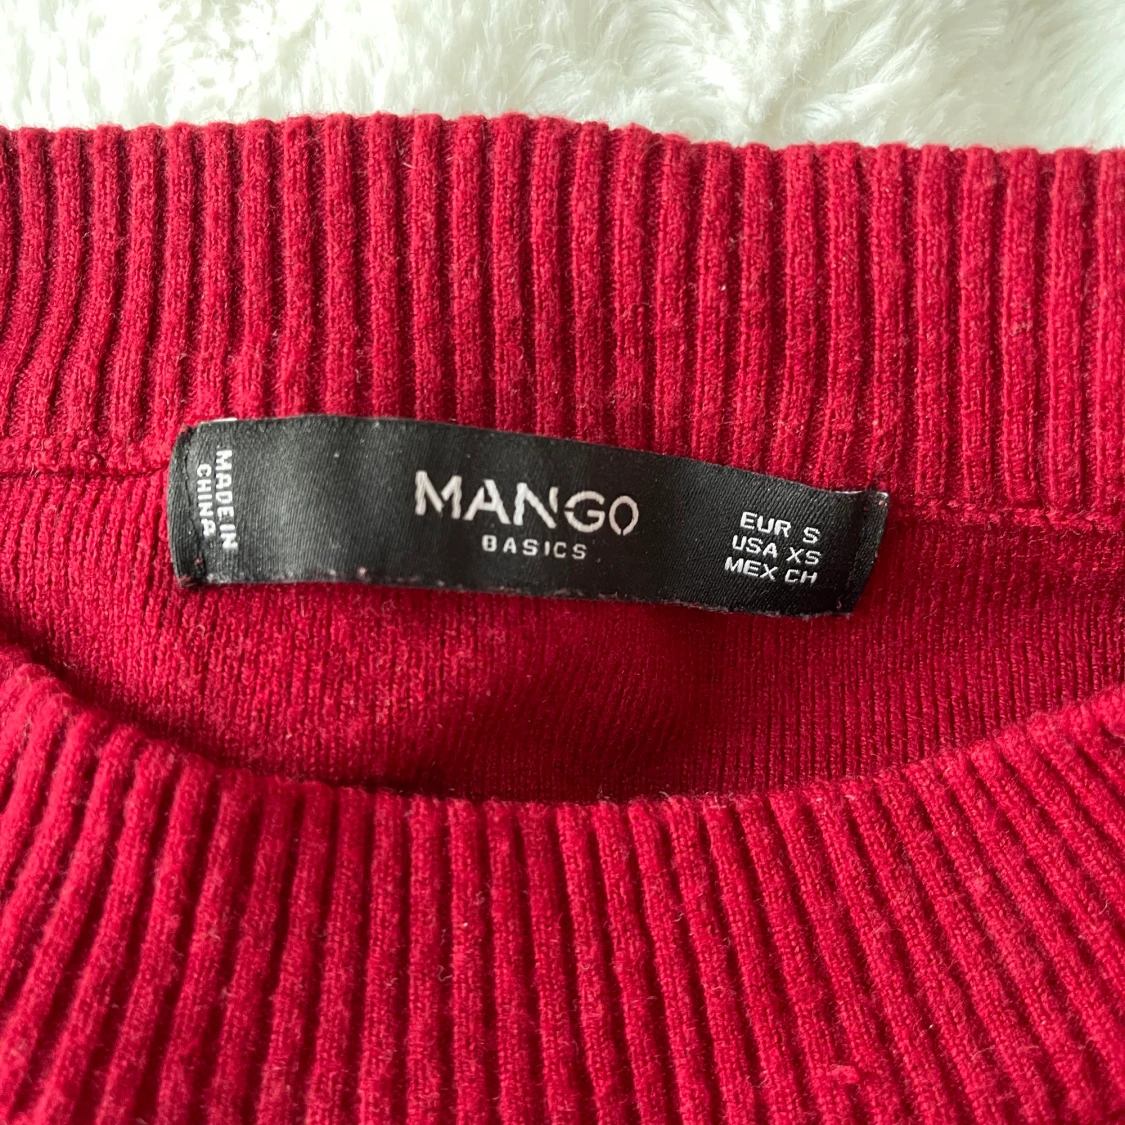 MADE IN
CHINA
MANGO
BASICS
EUR S
USA XS
MEX CH